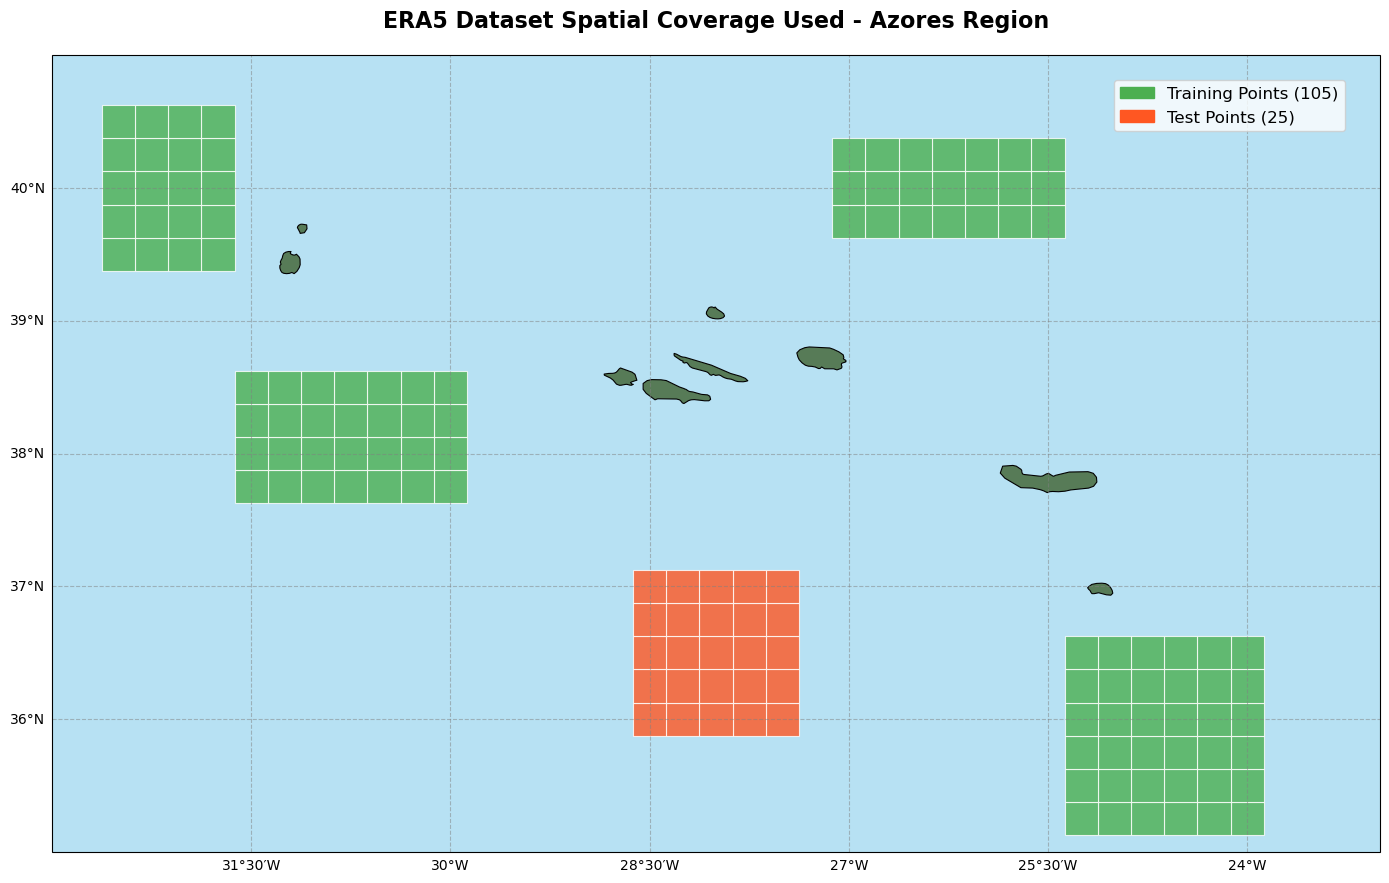 ERA5 Dataset Spatial Coverage Used - Azores Region
Training Points (105)
Test Points (25)
40°N
39°N
38°N
37°N
36°N
31°30′W
30°W
28°30′W
27°W
25°30′W
24°W